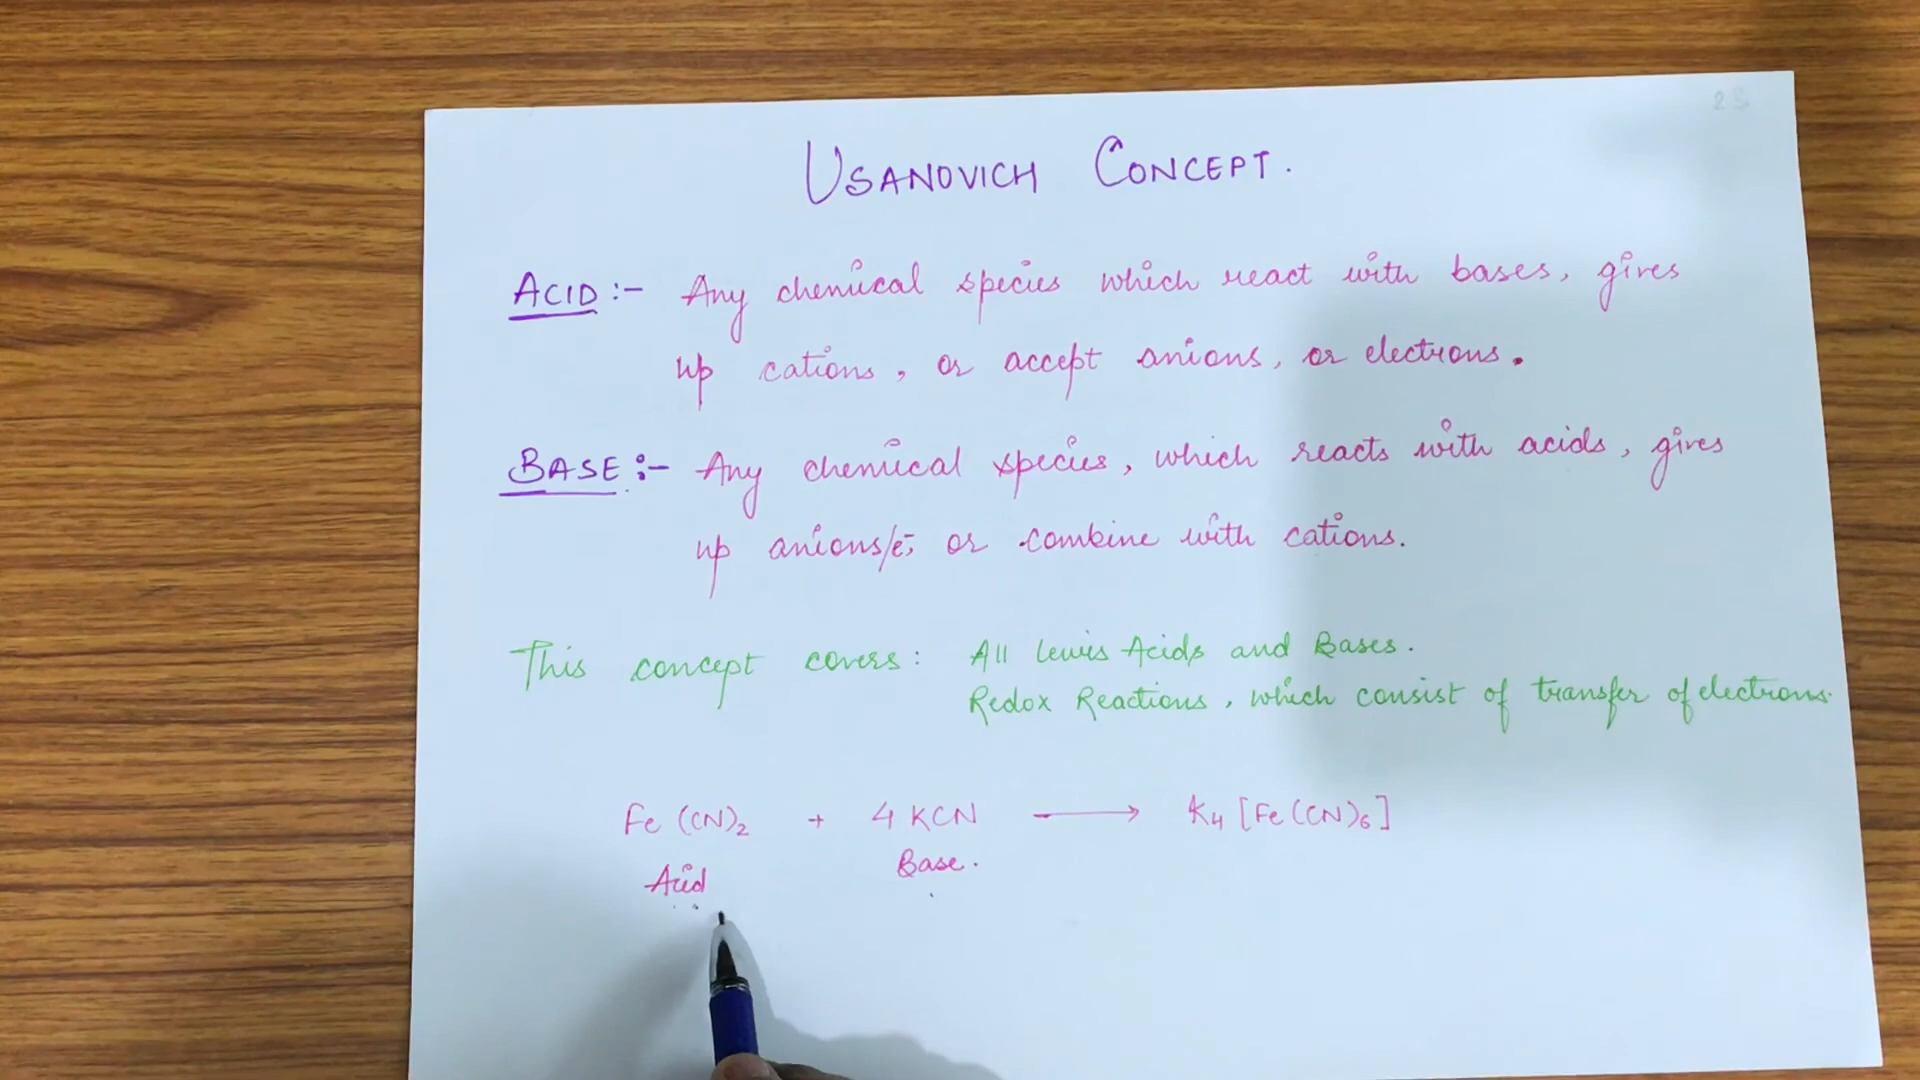 25
USANOVICH CONCEPT.
ACID :- Any chemical species which react with bases, gives
up cations, or accept anions, or electrons.
BASE :- Any chemical species, which reacts with acids, gives
up anions/e-, or combine with cations.
This concept covers: All Lewis Acids and Bases.
Redox Reactions, which consist of transfer of electrons.
Fe(CN)₂ + 4 KCN ⟶ K₄[Fe(CN)₆]
Acid Base.